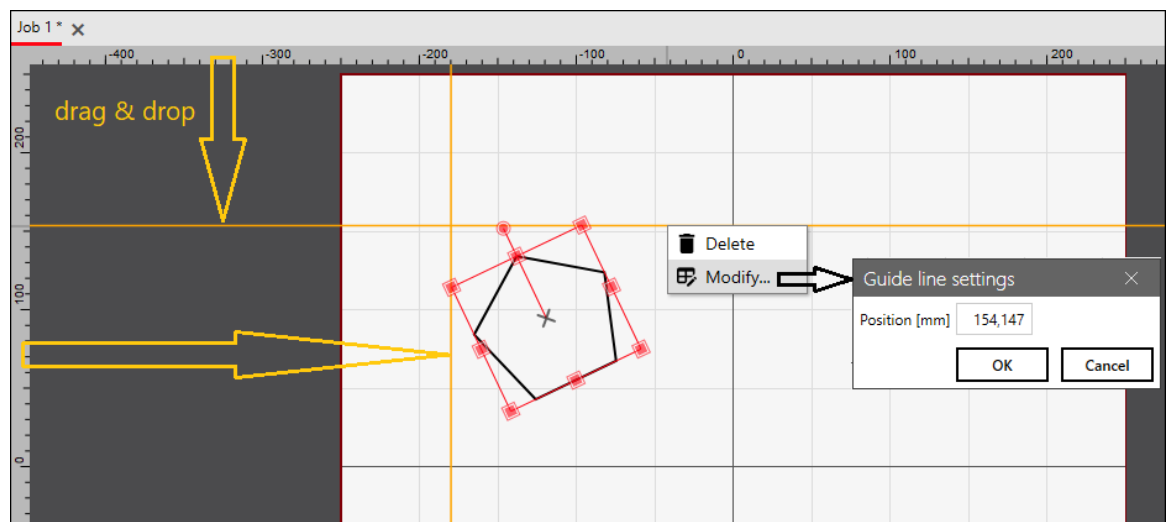 Job 1*
-400 -300 -200 -100 0 100 200
drag & drop
200
Delete
Modify...
Guide line settings
100
Position [mm] 154,147
OK Cancel
0